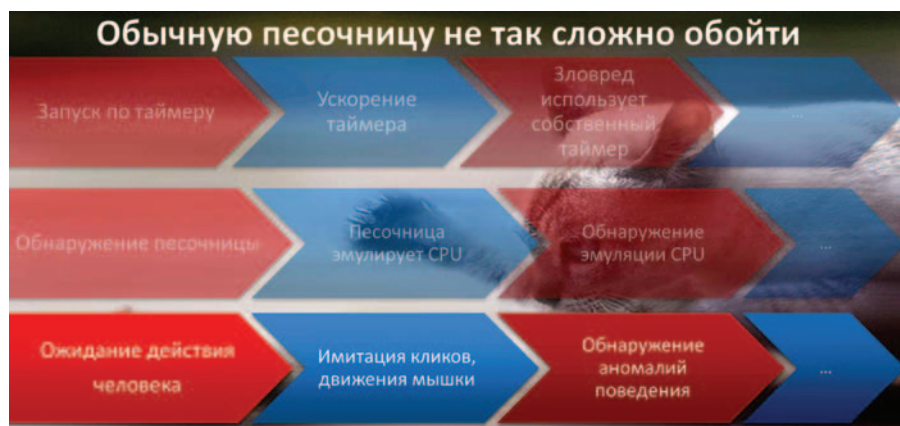 Обычную песочницу не так сложно обойти
Запуск по таймеру
Ускорение
таймера
Зловред
использует
собственный
таймер
...
Обнаружение песочницы
Песочница
эмулирует CPU
Обнаружение
эмуляции CPU
...
Ожидание действия
человека
Имитация кликов,
движения мышки
Обнаружение
аномалий
поведения
...